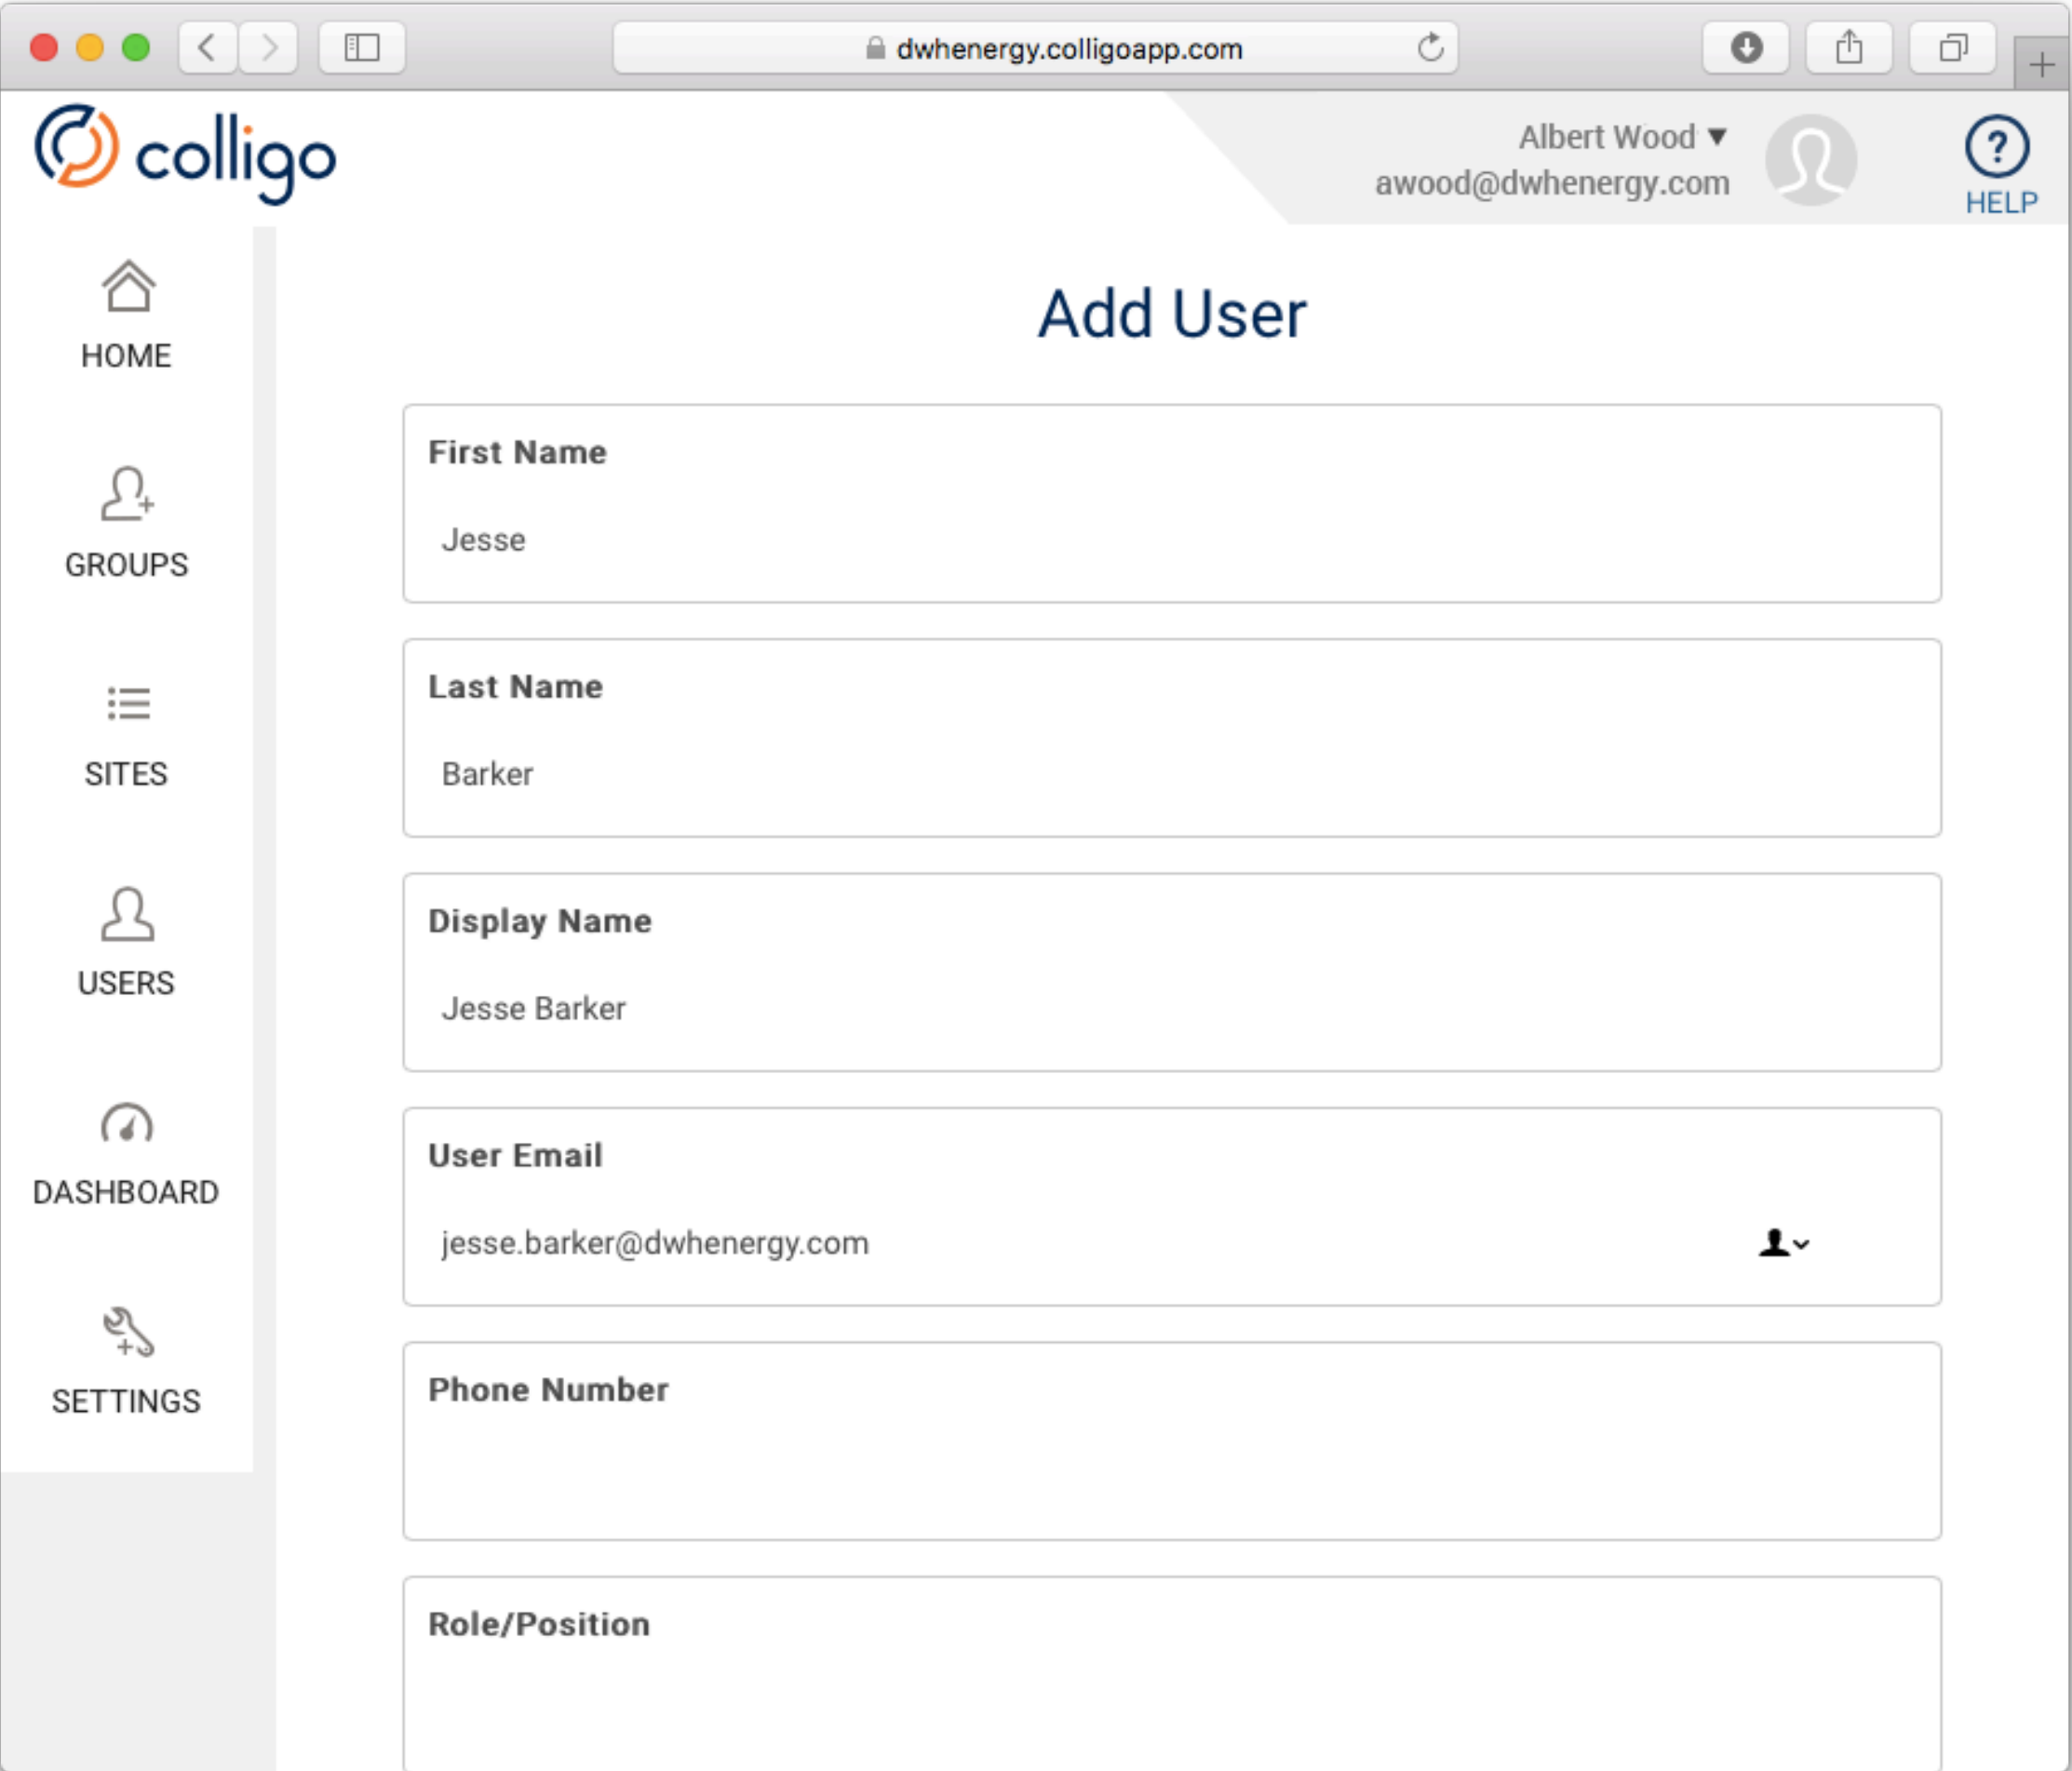 dwhenergy.colligoapp.com
colligo
Albert Wood ▼
awood@dwhenergy.com
?
HELP
HOME
GROUPS
SITES
USERS
DASHBOARD
SETTINGS
Add User
First Name
Jesse
Last Name
Barker
Display Name
Jesse Barker
User Email
jesse.barker@dwhenergy.com
Phone Number
Role/Position